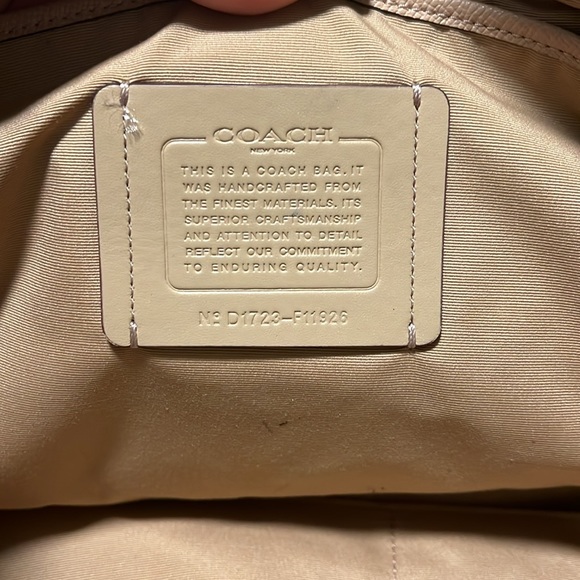 COACH
NEW YORK
THIS IS A COACH BAG. IT
WAS HANDCRAFTED FROM
THE FINEST MATERIALS. ITS
SUPERIOR CRAFTSMANSHIP
AND ATTENTION TO DETAIL
REFLECT OUR COMMITMENT
TO ENDURING QUALITY.
Nº D1723-F11926